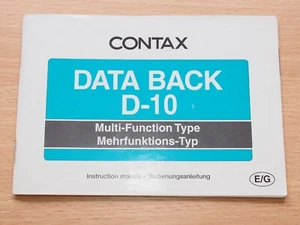 CONTAX
DATA BACK
D-10
Multi-Function Type
Mehrfunktions-Typ
Instruction manual • Bedienungsanleitung
E/G